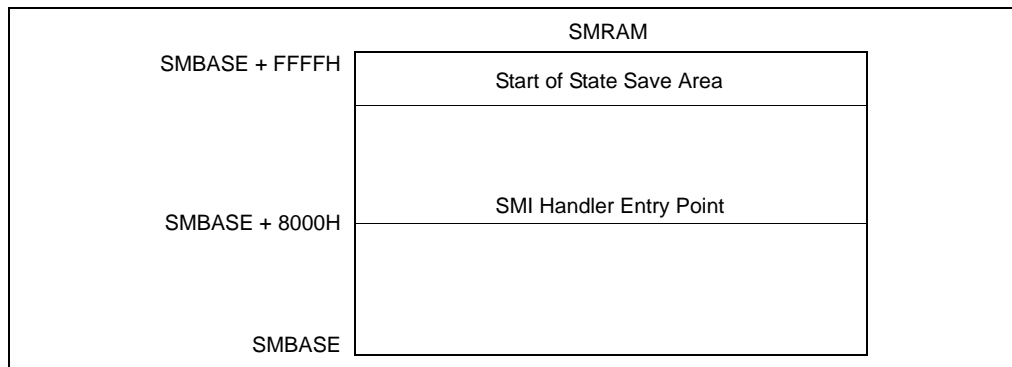 SMRAM
SMBASE + FFFFH
Start of State Save Area
SMI Handler Entry Point
SMBASE + 8000H
SMBASE